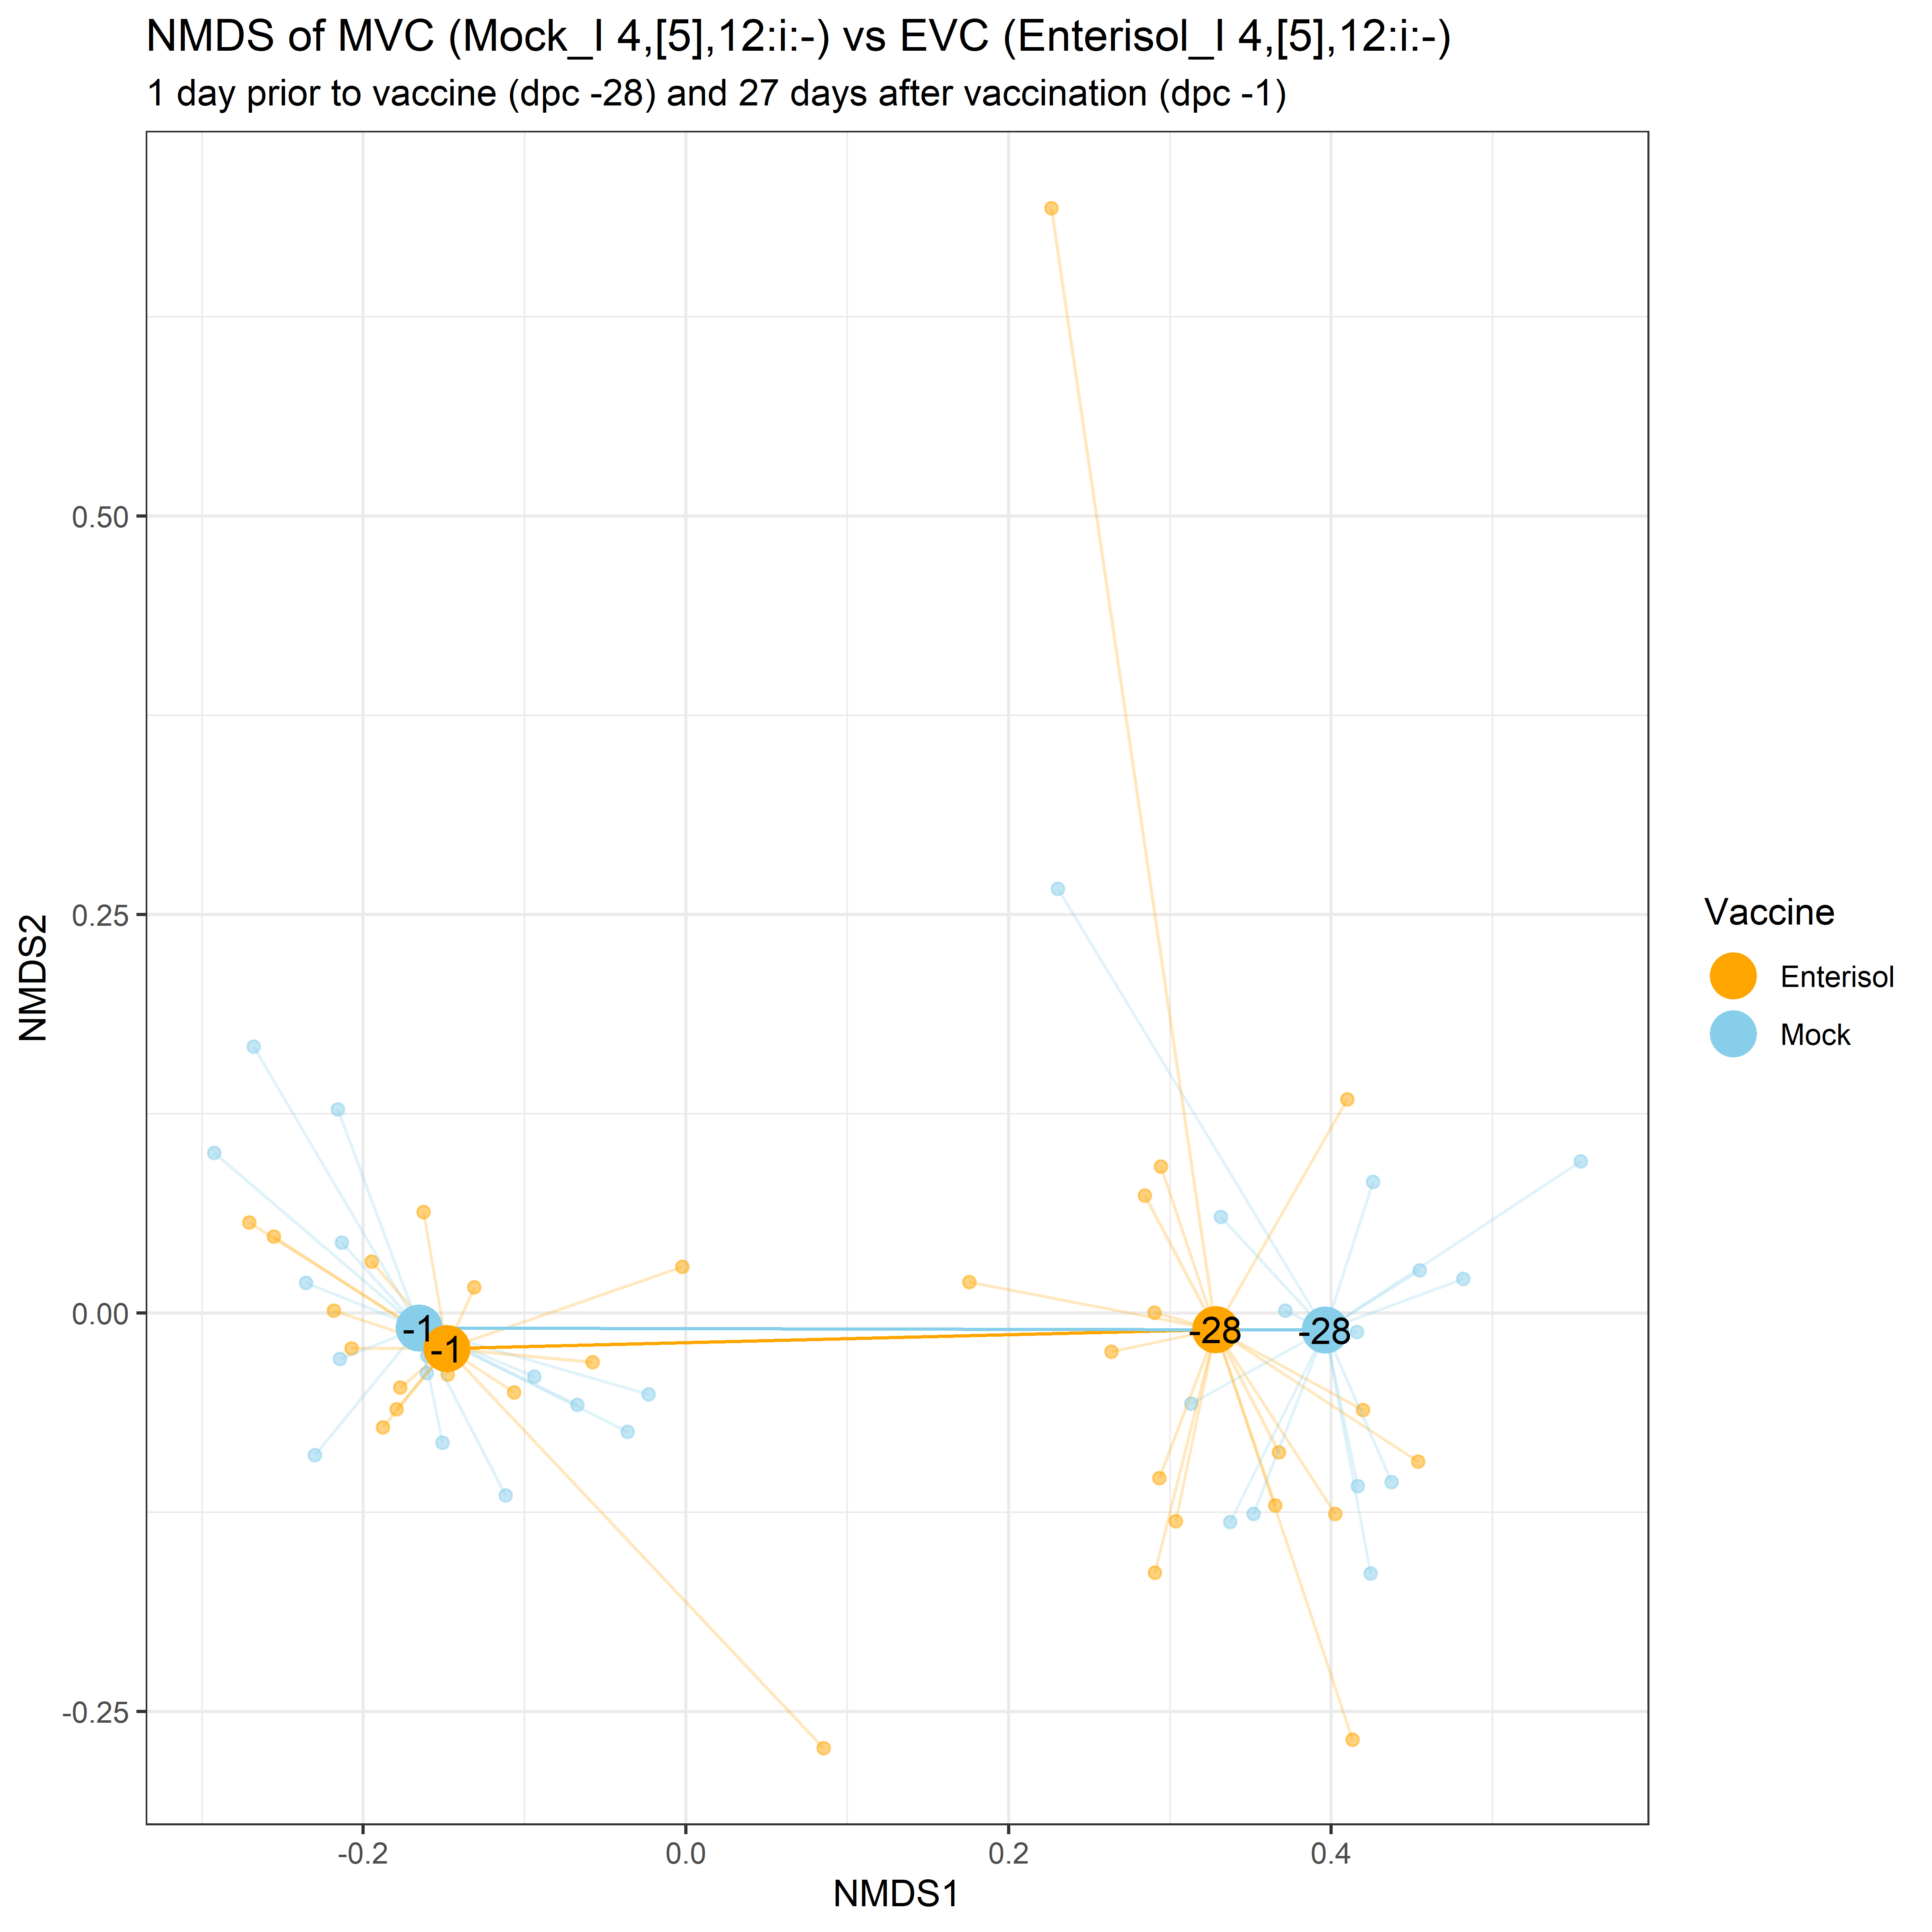 NMDS of MVC (Mock_I 4,[5],12:i:-) vs EVC (Enterisol_I 4,[5],12:i:-)
1 day prior to vaccine (dpc -28) and 27 days after vaccination (dpc -1)
0.50
0.25
0.00
-0.25
NMDS2
-1
-1
-28
-28
-0.2
0.0
0.2
0.4
NMDS1
Vaccine
Enterisol
Mock